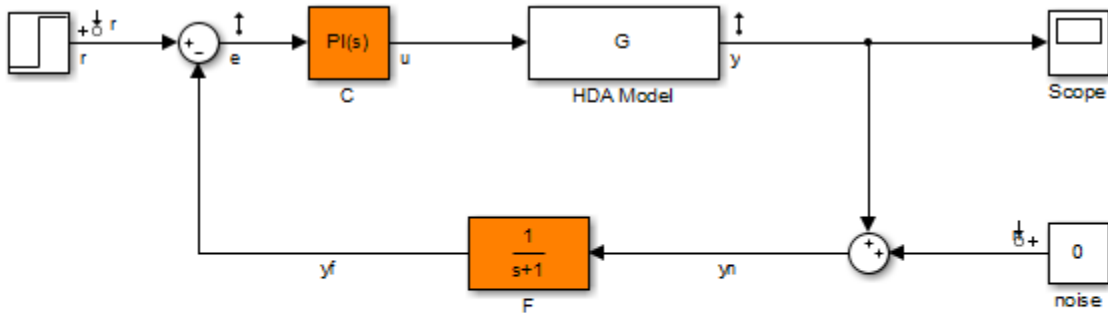 r
r
+
-
e
PI(s)
C
u
G
HDA Model
y
Scope
+
+
+
+
0
noise
yn
1
s+1
F
yf